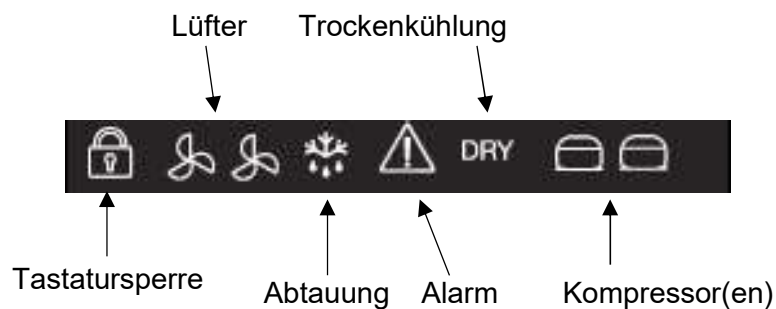 Lüfter Trockenkühlung
DRY
Tastatursperre
Abtauung Alarm Kompressor(en)